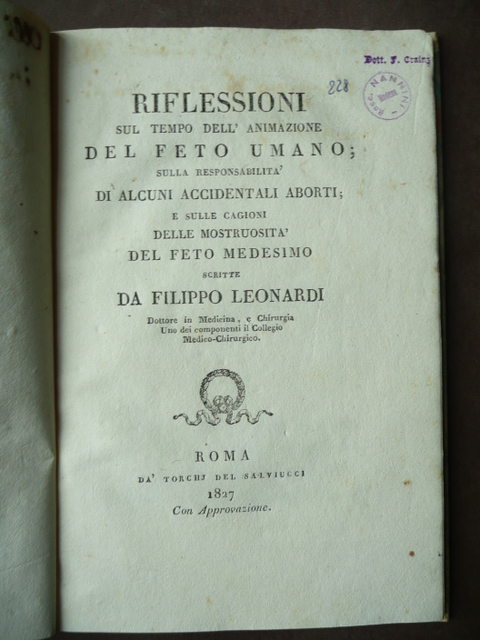 228
RIFLESSIONI
SUL TEMPO DELL' ANIMAZIONE
DEL FETO UMANO;
SULLA RESPONSABILITA'
DI ALCUNI ACCIDENTALI ABORTI;
E SULLE CAGIONI
DELLE MOSTRUOSITA'
DEL FETO MEDESIMO
SCRITTE
DA FILIPPO LEONARDI
Dottore in Medicina, e Chirurgia
Uno dei componenti il Collegio
Medico-Chirurgico.
ROMA
DA' TORCHJ DEL SALVIUCCI
1827
Con Approvazione.
Dott. F.
NANNINI